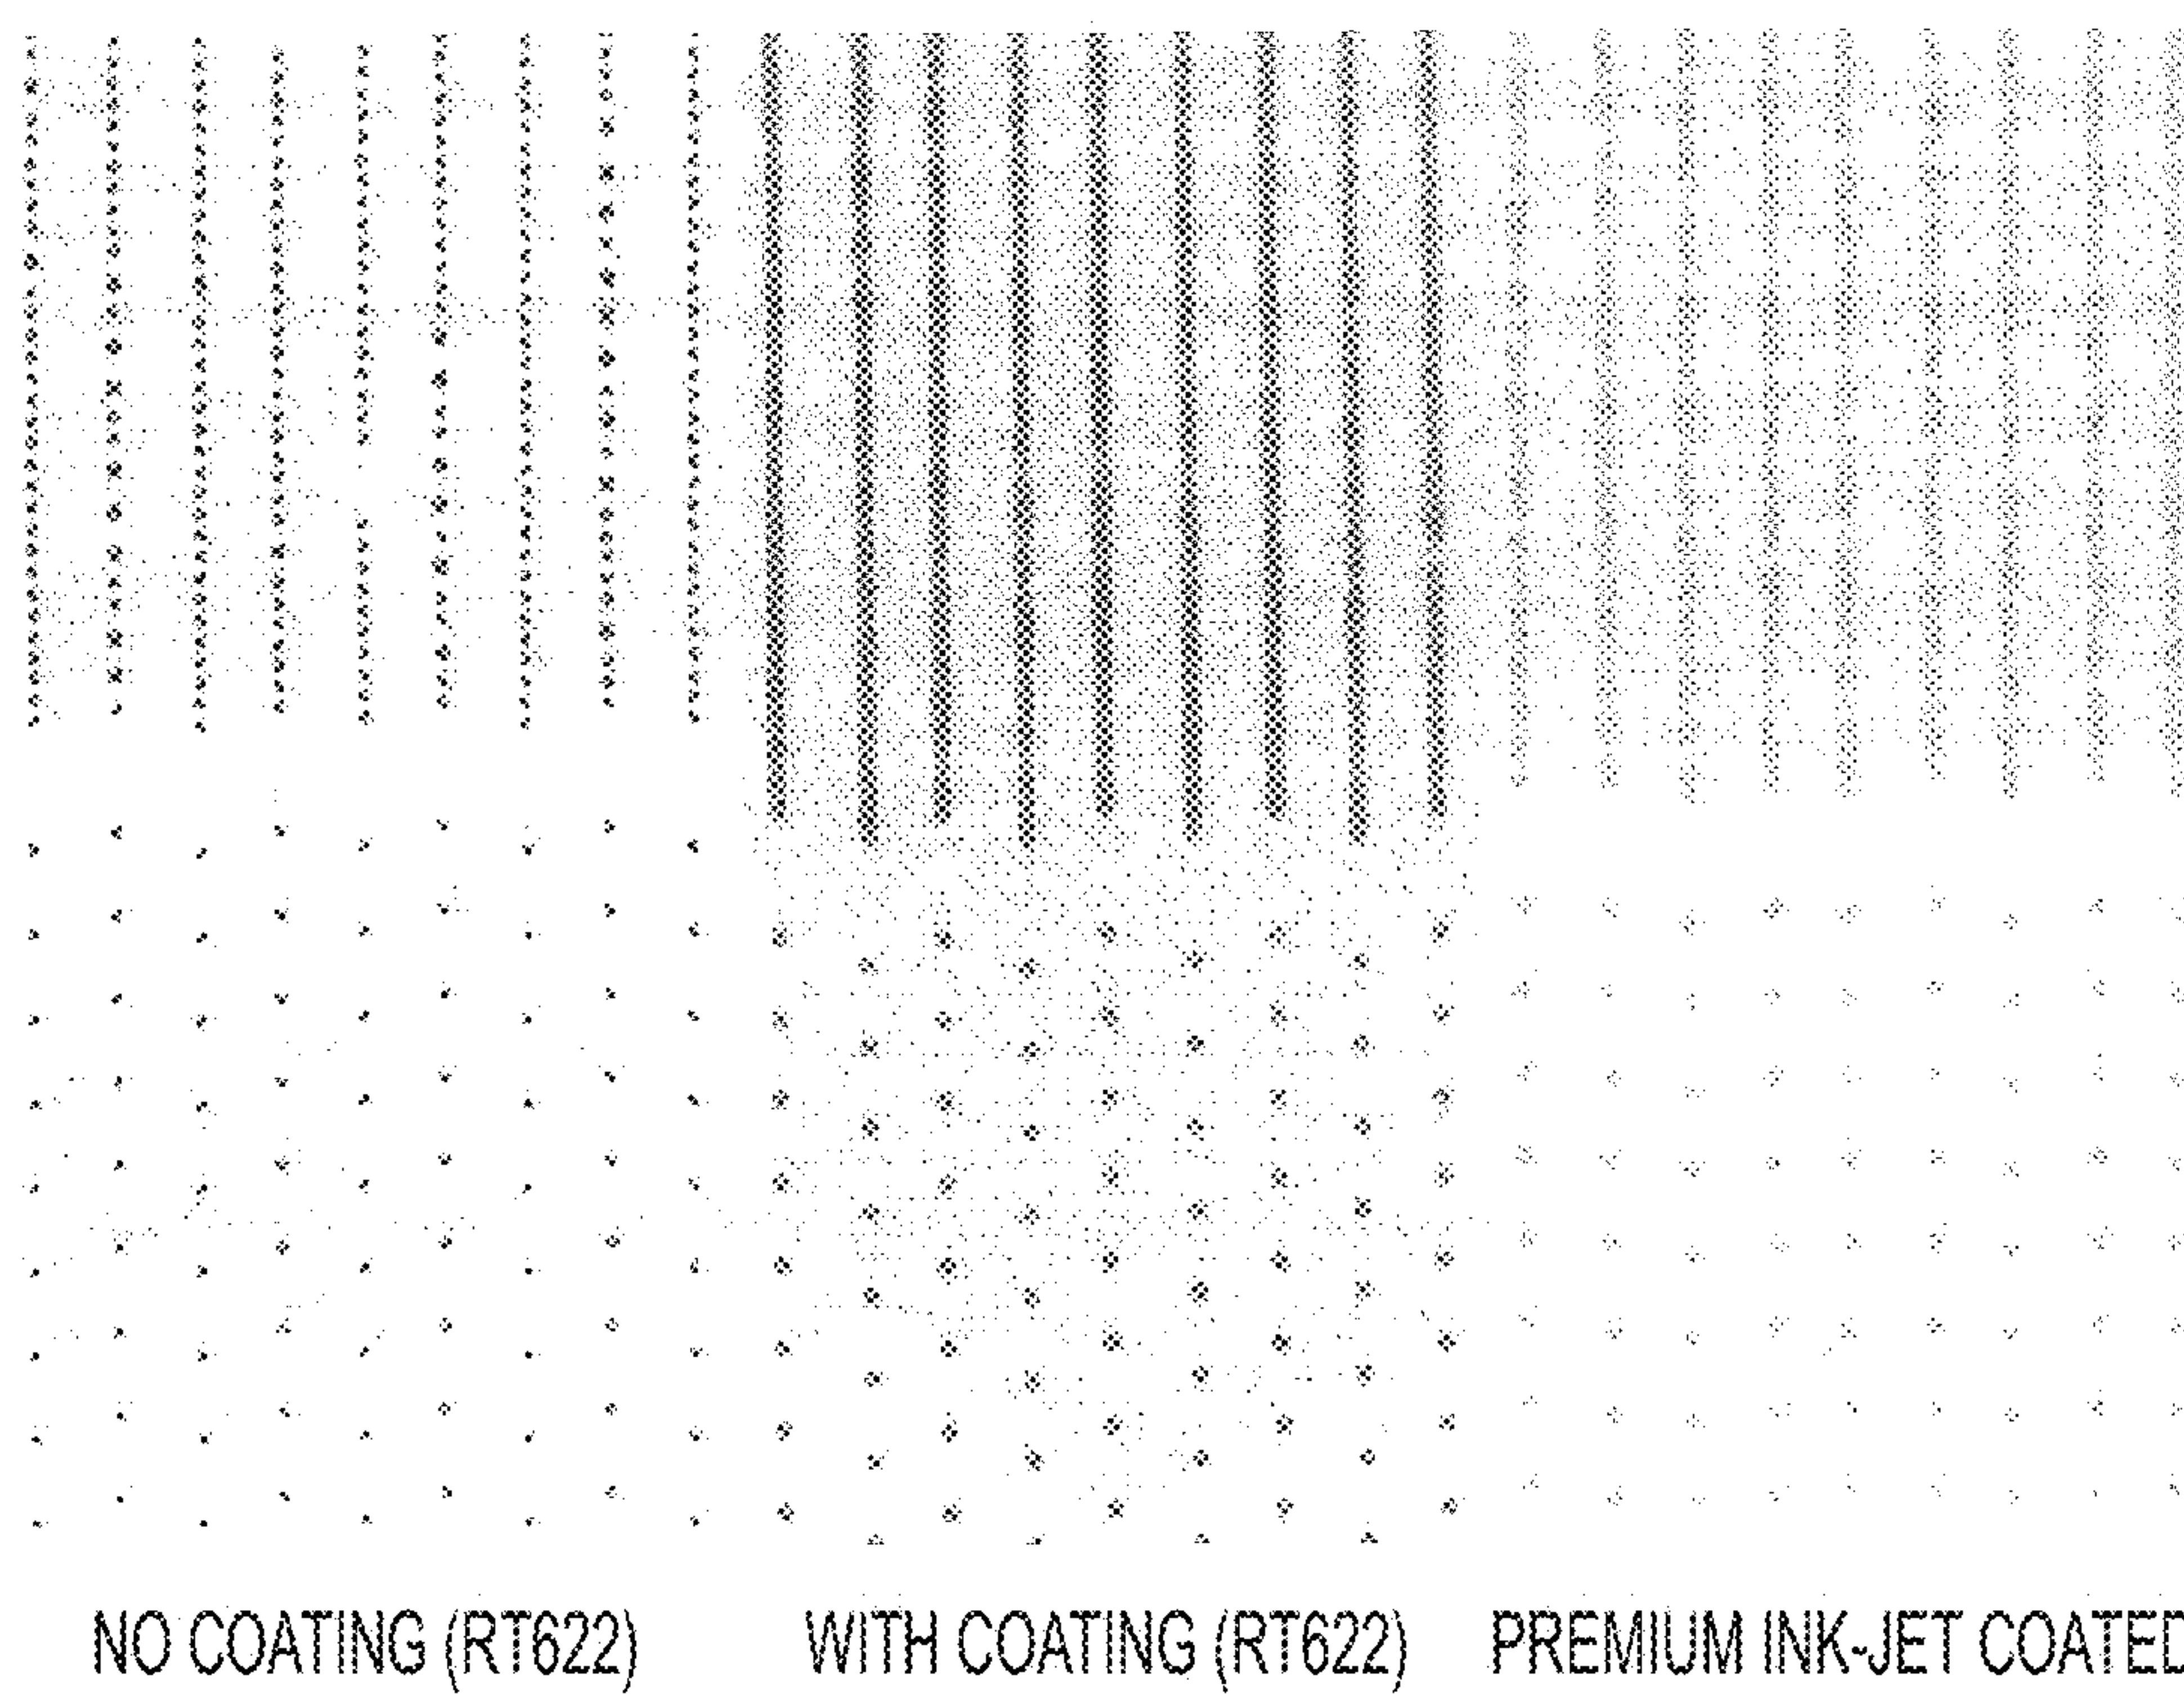 NO COATING (RT622) WITH COATING (RT622) PREMIUM INK-JET COATED